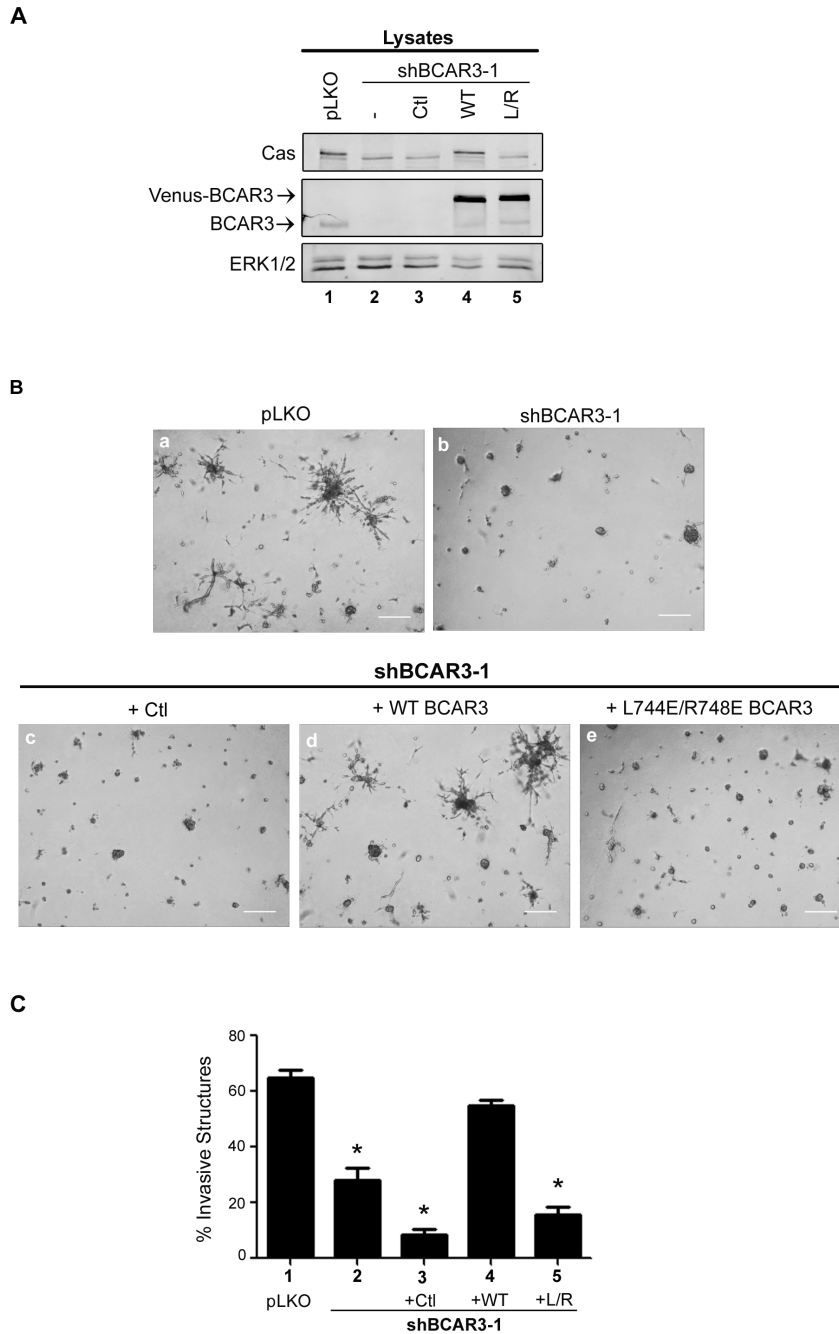 A
Lysates
shBCAR3-1
pLKO
-
Ctl
WT
L/R
Cas
Venus-BCAR3 →
BCAR3→
ERK1/2
1 2 3 4 5
B
pLKO
shBCAR3-1
a
b
shBCAR3-1
+ Ctl
+ WT BCAR3
+ L744E/R748E BCAR3
c
d
e
C
% Invasive Structures
80
60
40
20
0
*
*
*
1 2 3 4 5
pLKO
+Ctl
+WT
+L/R
shBCAR3-1